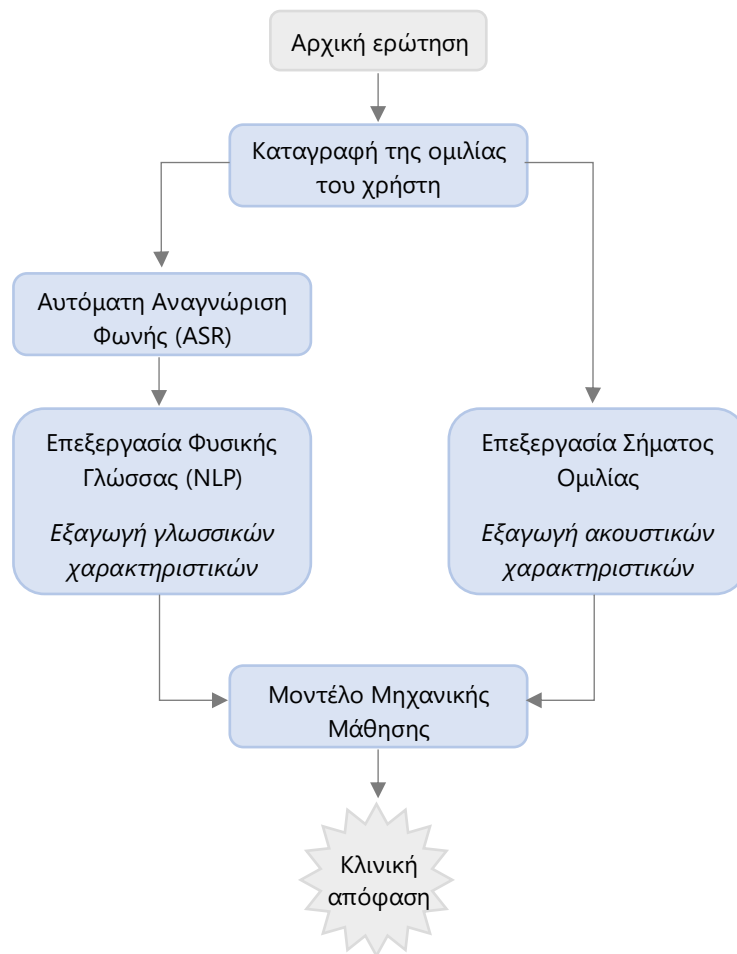 Αρχική ερώτηση
Καταγραφή της ομιλίας
του χρήστη
Αυτόματη Αναγνώριση
Φωνής (ASR)
Επεξεργασία Φυσικής
Γλώσσας (NLP)
Εξαγωγή γλωσσικών
χαρακτηριστικών
Επεξεργασία Σήματος
Ομιλίας
Εξαγωγή ακουστικών
χαρακτηριστικών
Μοντέλο Μηχανικής
Μάθησης
Κλινική
απόφαση